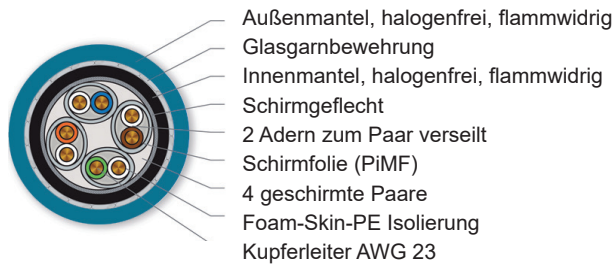 Außenmantel, halogenfrei, flammwidrig
Glasgarnbewehrung
Innenmantel, halogenfrei, flammwidrig
Schirmgeflecht
2 Adern zum Paar verseilt
Schirmfolie (PiMF)
4 geschirmte Paare
Foam-Skin-PE Isolierung
Kupferleiter AWG 23